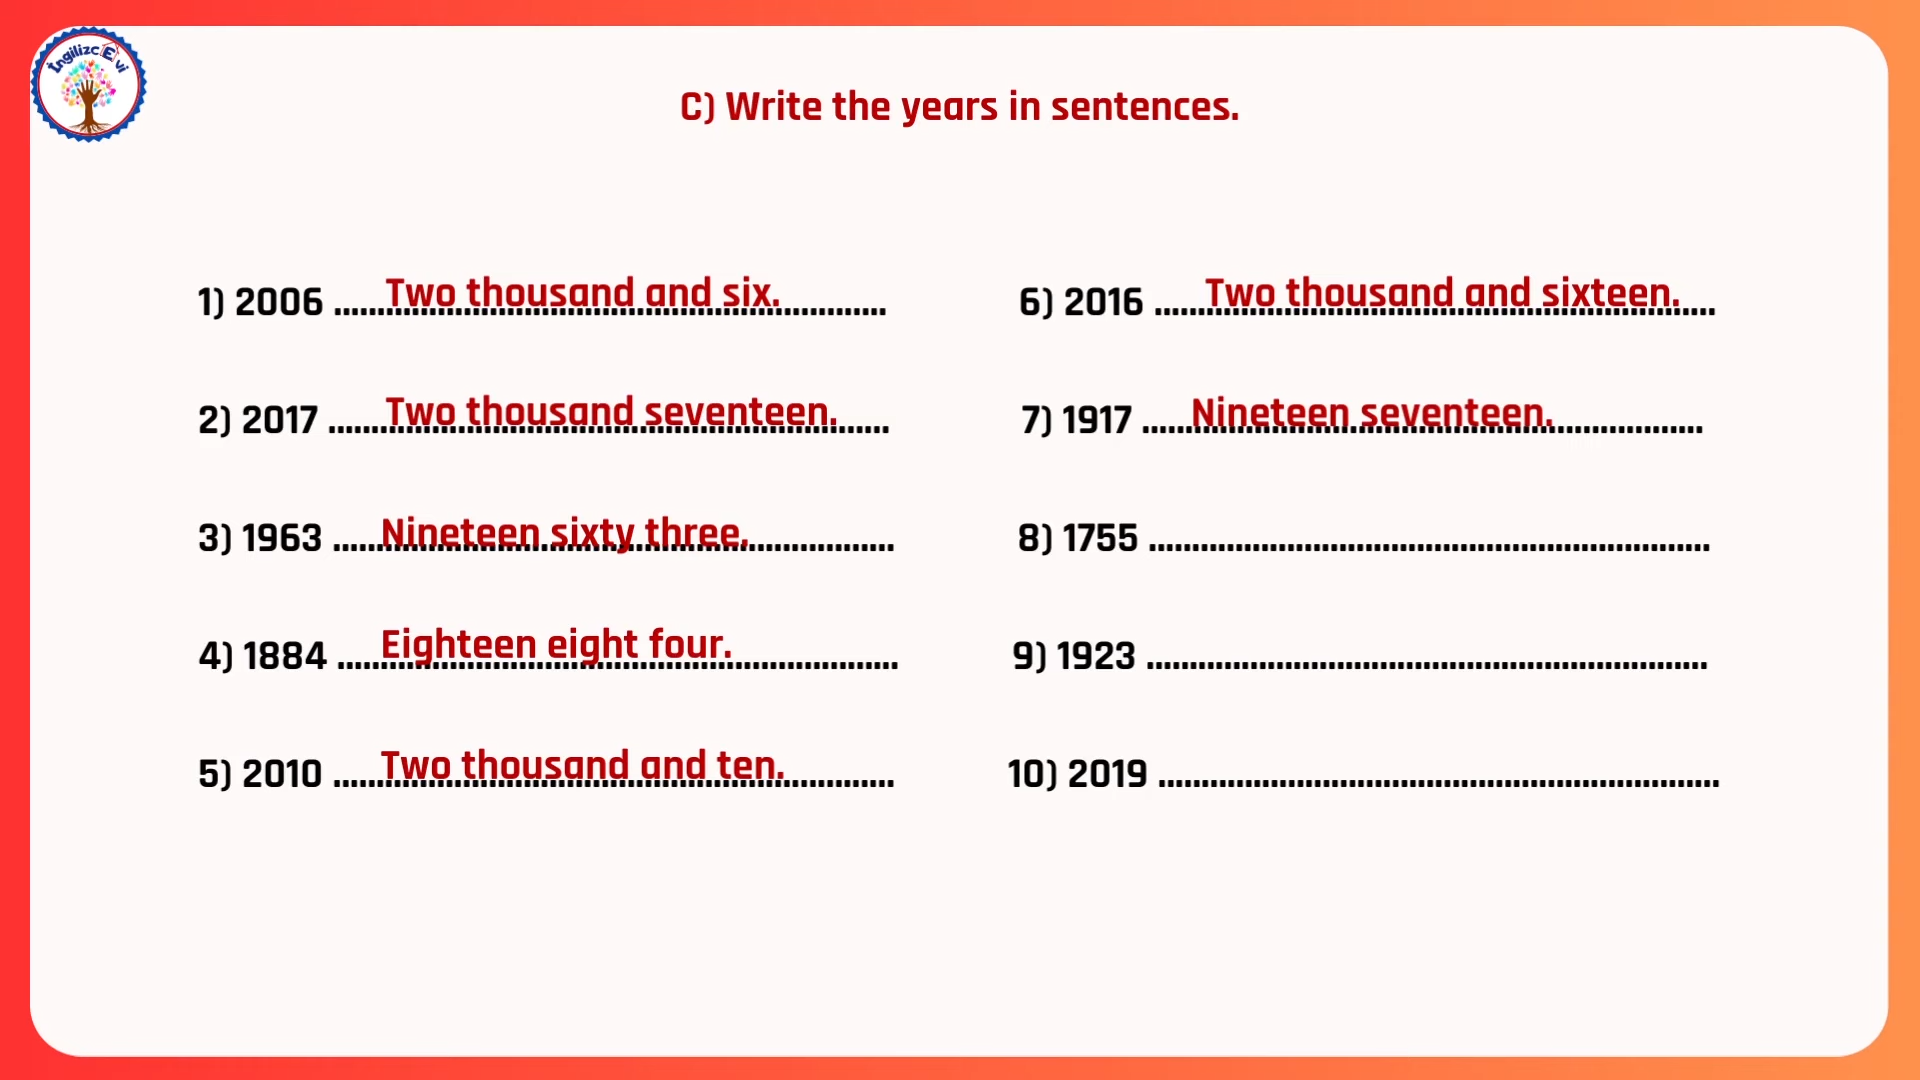 İngilizcEvi
C) Write the years in sentences.
1) 2006 ..... Two thousand and six. ............
2) 2017 ...... Two thousand seventeen. ......
3) 1963 ..... Nineteen sixty three. ................
4) 1884 ..... Eighteen eight four. ................
5) 2010 ..... Two thousand and ten. ............
6) 2016 ..... Two thousand and sixteen. ....
7) 1917 ..... Nineteen seventeen. ................
8) 1755 ................................................................
9) 1923 ................................................................
10) 2019 ................................................................